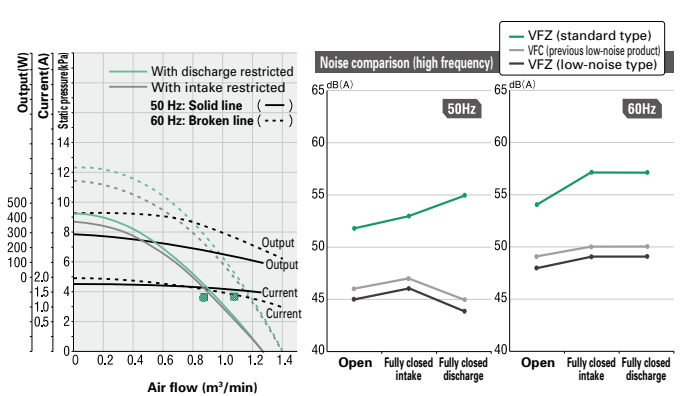 Output(W)
Current(A)
Static pressure(kPa)
With discharge restricted
With intake restricted
50 Hz: Solid line ( — )
60 Hz: Broken line ( --- )
14
12
10
8
6
4
2
0
500
400
300
200
100
0
2.0
1.5
1.0
0.5
Output
Output
Current
Current
0 0.2 0.4 0.6 0.8 1.0 1.2 1.4
Air flow (m³/min)
Noise comparison (high frequency)
VFZ (standard type)
VFC (previous low-noise product)
VFZ (low-noise type)
dB(A)
65
60
55
50
45
40
50Hz
Open
Fully closed intake
Fully closed discharge
dB(A)
65
60
55
50
45
40
60Hz
Open
Fully closed intake
Fully closed discharge